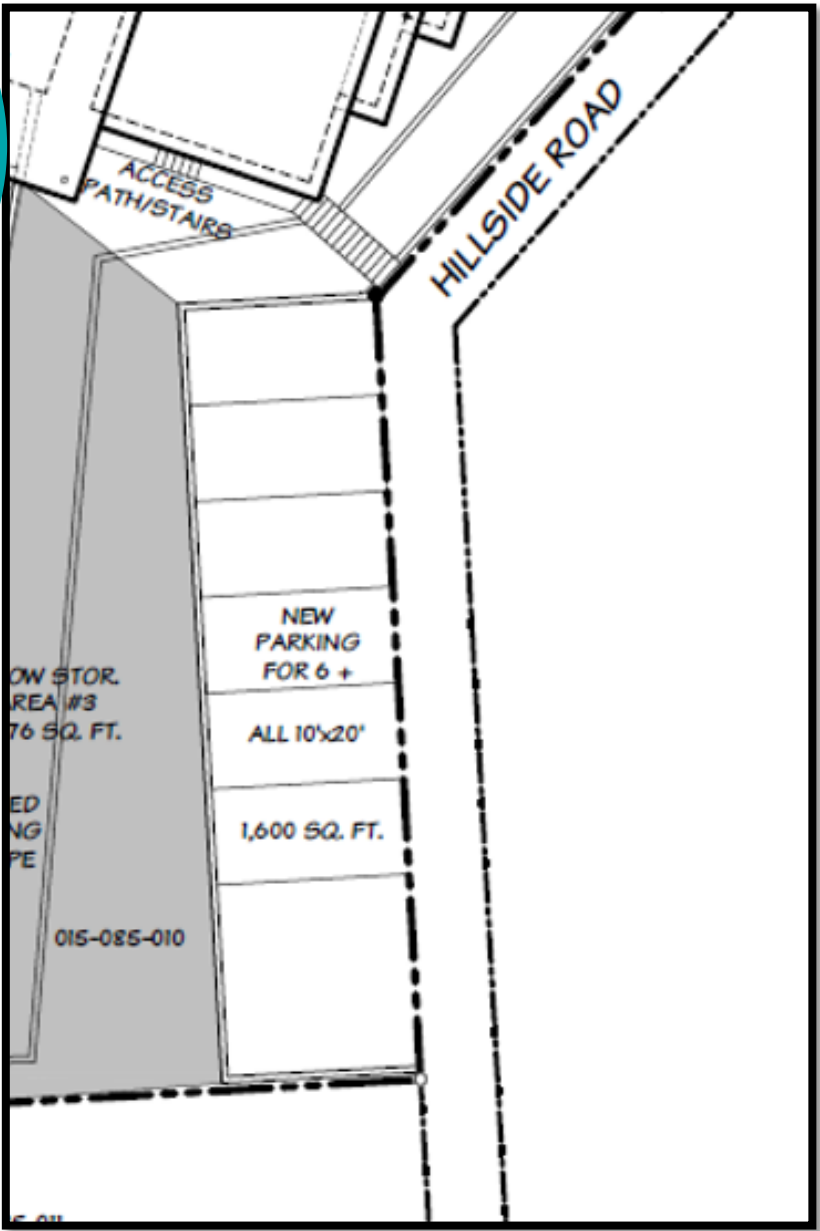 ACCESS
PATH/STAIRS
HILLSIDE ROAD
NEW
PARKING
FOR 6 +
ALL 10'x20'
1,600 SQ. FT.
OW STOR.
REA #3
76 SQ. FT.
ED
NG
PE
015-085-010